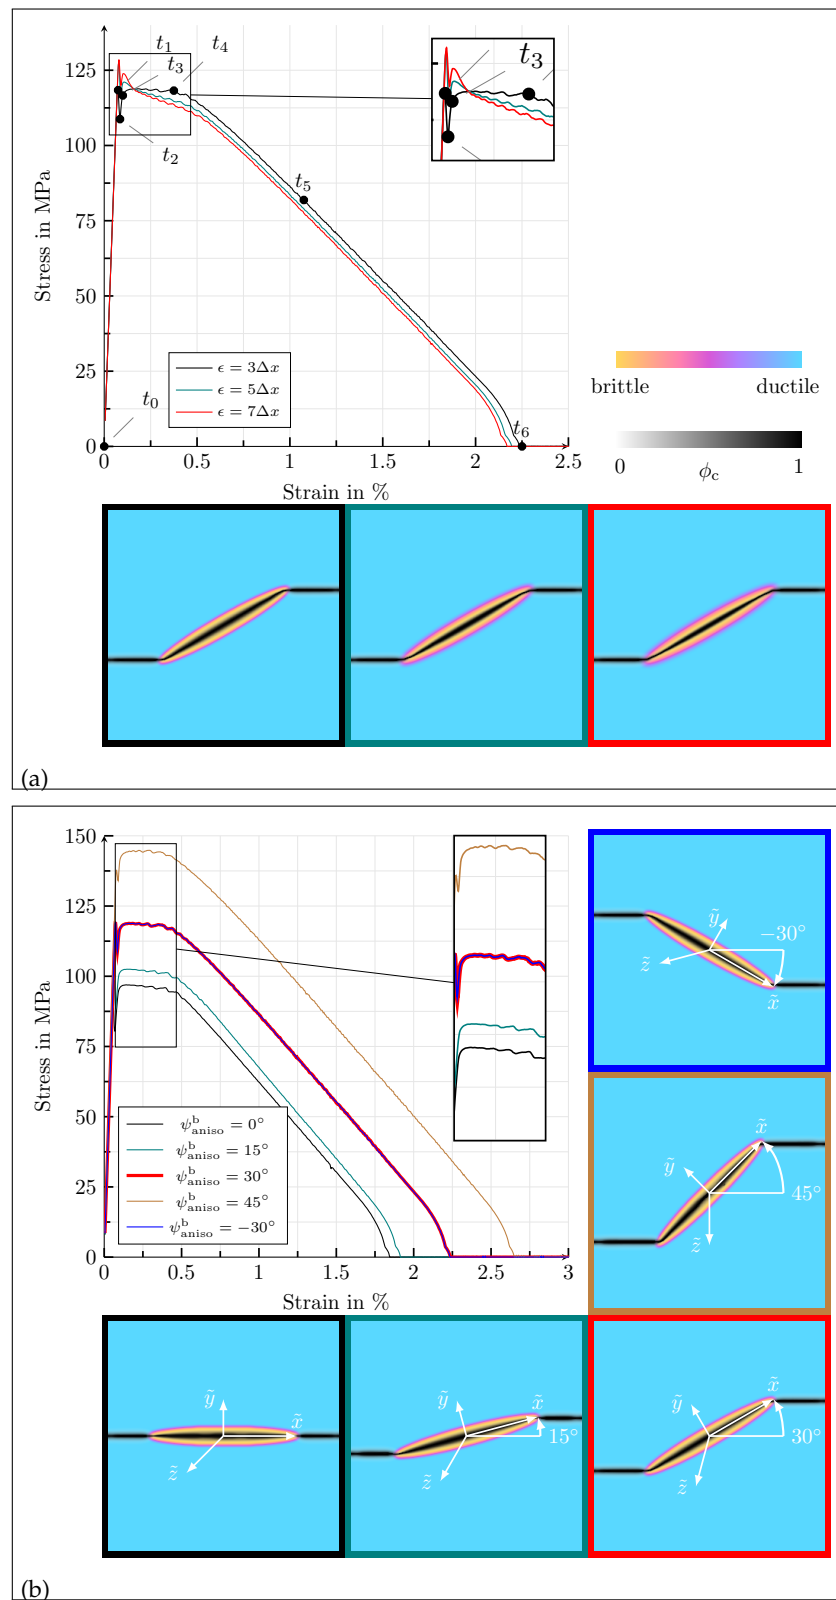 t₁
t₄
t₃
t₂
t₃
t₅
t₀
t₆
125
100
75
50
25
0
Stress in MPa
ϵ = 3Δx
ϵ = 5Δx
ϵ = 7Δx
0 0.5 1 1.5 2 2.5
Strain in %
brittle ductile
0 ϕc 1
(a)
150
125
100
75
50
25
0
Stress in MPa
ψᵇaniso = 0°
ψᵇaniso = 15°
ψᵇaniso = 30°
ψᵇaniso = 45°
ψᵇaniso = −30°
0 0.5 1 1.5 2 2.5 3
Strain in %
ỹ −30°
z̃
x̃
x̃
ỹ
45°
z̃
ỹ
x̃
z̃
ỹ x̃
15°
z̃
x̃
ỹ
30°
z̃
(b)